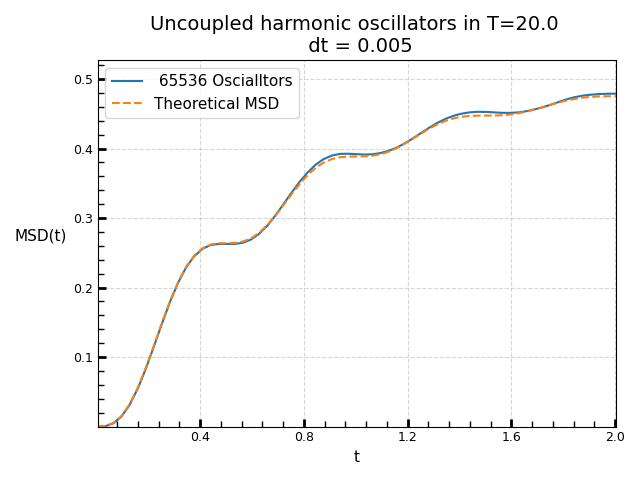 Uncoupled harmonic oscillators in T=20.0
dt = 0.005
65536 Oscialltors
Theoretical MSD
0.5
0.4
0.3
0.2
0.1
MSD(t)
0.4 0.8 1.2 1.6 2.0
t